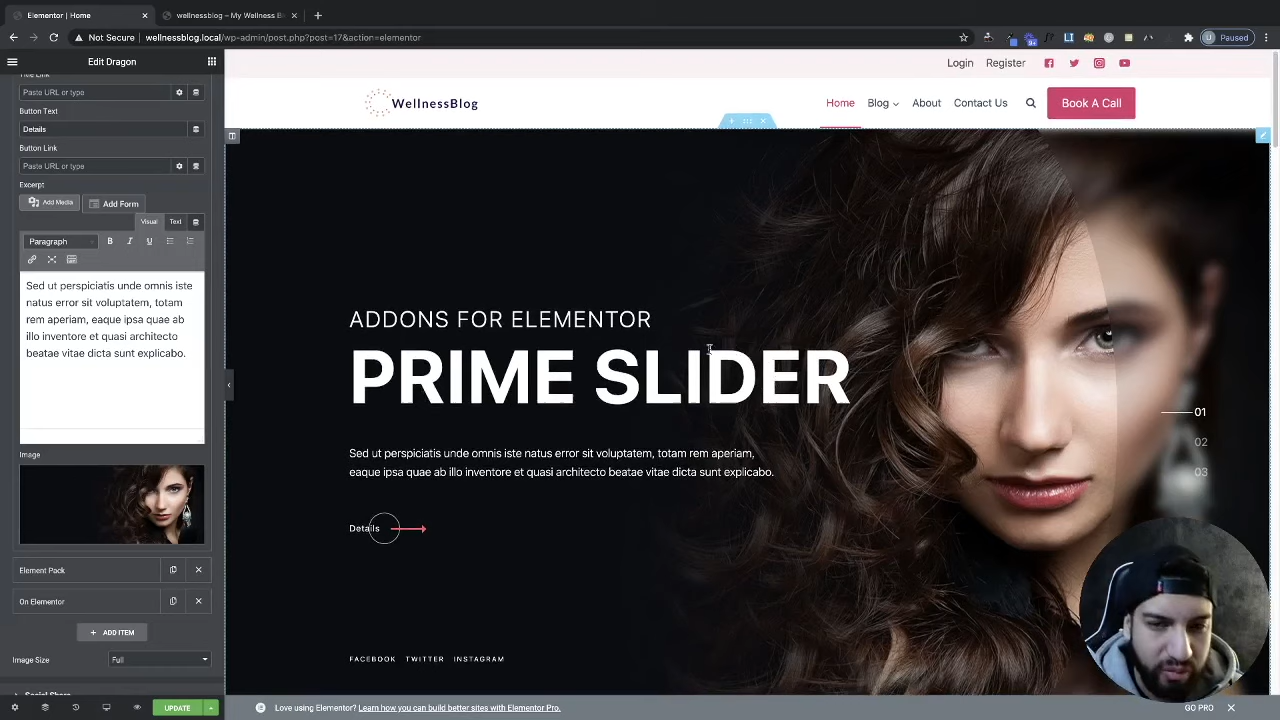 Elementor | Home
wellnessblog – My Wellness B
Not Secure
wellnessblog.local/wp-admin/post.php?post=17&action=elementor
Paused
Edit Dragon
Title Link
Paste URL or type
Button Text
Details
Button Link
Paste URL or type
Excerpt
Add Media
Add Form
Visual
Text
Paragraph
B
I
U
Sed ut perspiciatis unde omnis iste
natus error sit voluptatem, totam
rem aperiam, eaque ipsa quae ab
illo inventore et quasi architecto
beatae vitae dicta sunt explicabo.
Image
Element Pack
On Elementor
ADD ITEM
Image Size
Full
Social Share
UPDATE
Login
Register
WellnessBlog
Home
Blog
About
Contact Us
Book A Call
ADDONS FOR ELEMENTOR
PRIME SLIDER
Sed ut perspiciatis unde omnis iste natus error sit voluptatem, totam rem aperiam,
eaque ipsa quae ab illo inventore et quasi architecto beatae vitae dicta sunt explicabo.
Details
01
02
03
FACEBOOK TWITTER INSTAGRAM
Love using Elementor? Learn how you can build better sites with Elementor Pro.
GO PRO